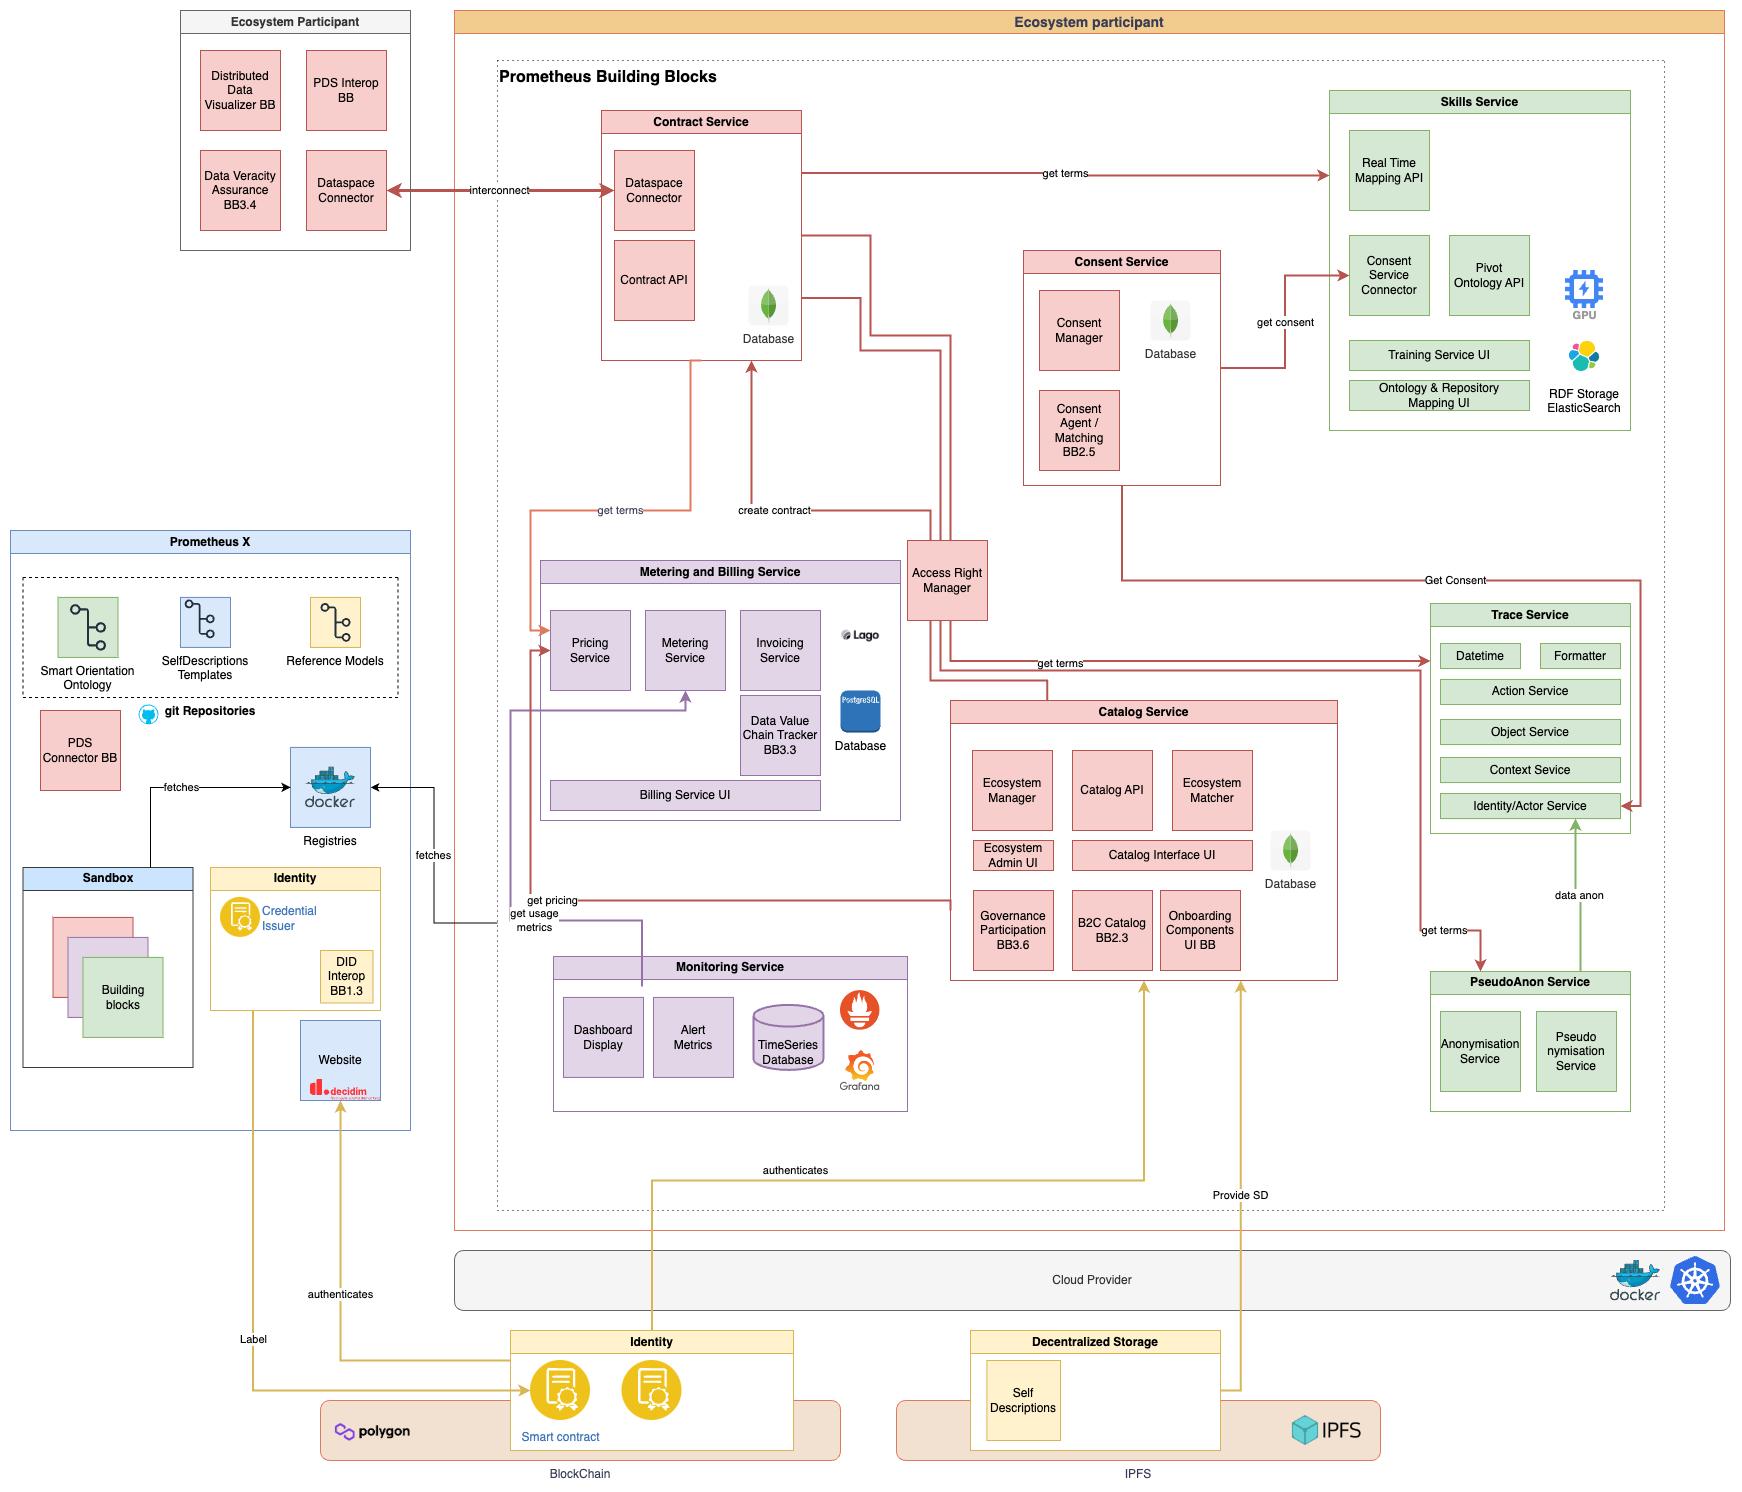 Ecosystem Participant
Distributed
Data
Visualizer BB
PDS Interop
BB
Data Veracity
Assurance
BB3.4
Dataspace
Connector
interconnect
Ecosystem participant
Prometheus Building Blocks
Contract Service
Dataspace
Connector
Contract API
Database
get terms
Skills Service
Real Time
Mapping API
Consent
Service
Connector
Pivot
Ontology API
GPU
Training Service UI
Ontology & Repository
Mapping UI
RDF Storage
ElasticSearch
Consent Service
Consent
Manager
Database
Consent
Agent /
Matching
BB2.5
get consent
get terms
create contract
Access Right
Manager
Get Consent
Metering and Billing Service
Pricing
Service
Metering
Service
Invoicing
Service
Lago
Data Value
Chain Tracker
BB3.3
PostgreSQL
Database
Billing Service UI
get terms
Trace Service
Datetime
Formatter
Action Service
Object Service
Context Sevice
Identity/Actor Service
Catalog Service
Ecosystem
Manager
Catalog API
Ecosystem
Matcher
Ecosystem
Admin UI
Catalog Interface UI
Database
Governance
Participation
BB3.6
B2C Catalog
BB2.3
Onboarding
Components
UI BB
data anon
get terms
PseudoAnon Service
Anonymisation
Service
Pseudo
nymisation
Service
get pricing
get usage
metrics
Monitoring Service
Dashboard
Display
Alert
Metrics
TimeSeries
Database
Grafana
Prometheus X
Smart Orientation
Ontology
SelfDescriptions
Templates
Reference Models
git Repositories
PDS
Connector BB
fetches
docker
Registries
fetches
Sandbox
Building
blocks
Identity
Credential
Issuer
DID
Interop
BB1.3
Website
decidim
authenticates
Provide SD
authenticates
Label
Cloud Provider
docker
Identity
Smart contract
polygon
BlockChain
Decentralized Storage
Self
Descriptions
IPFS
IPFS